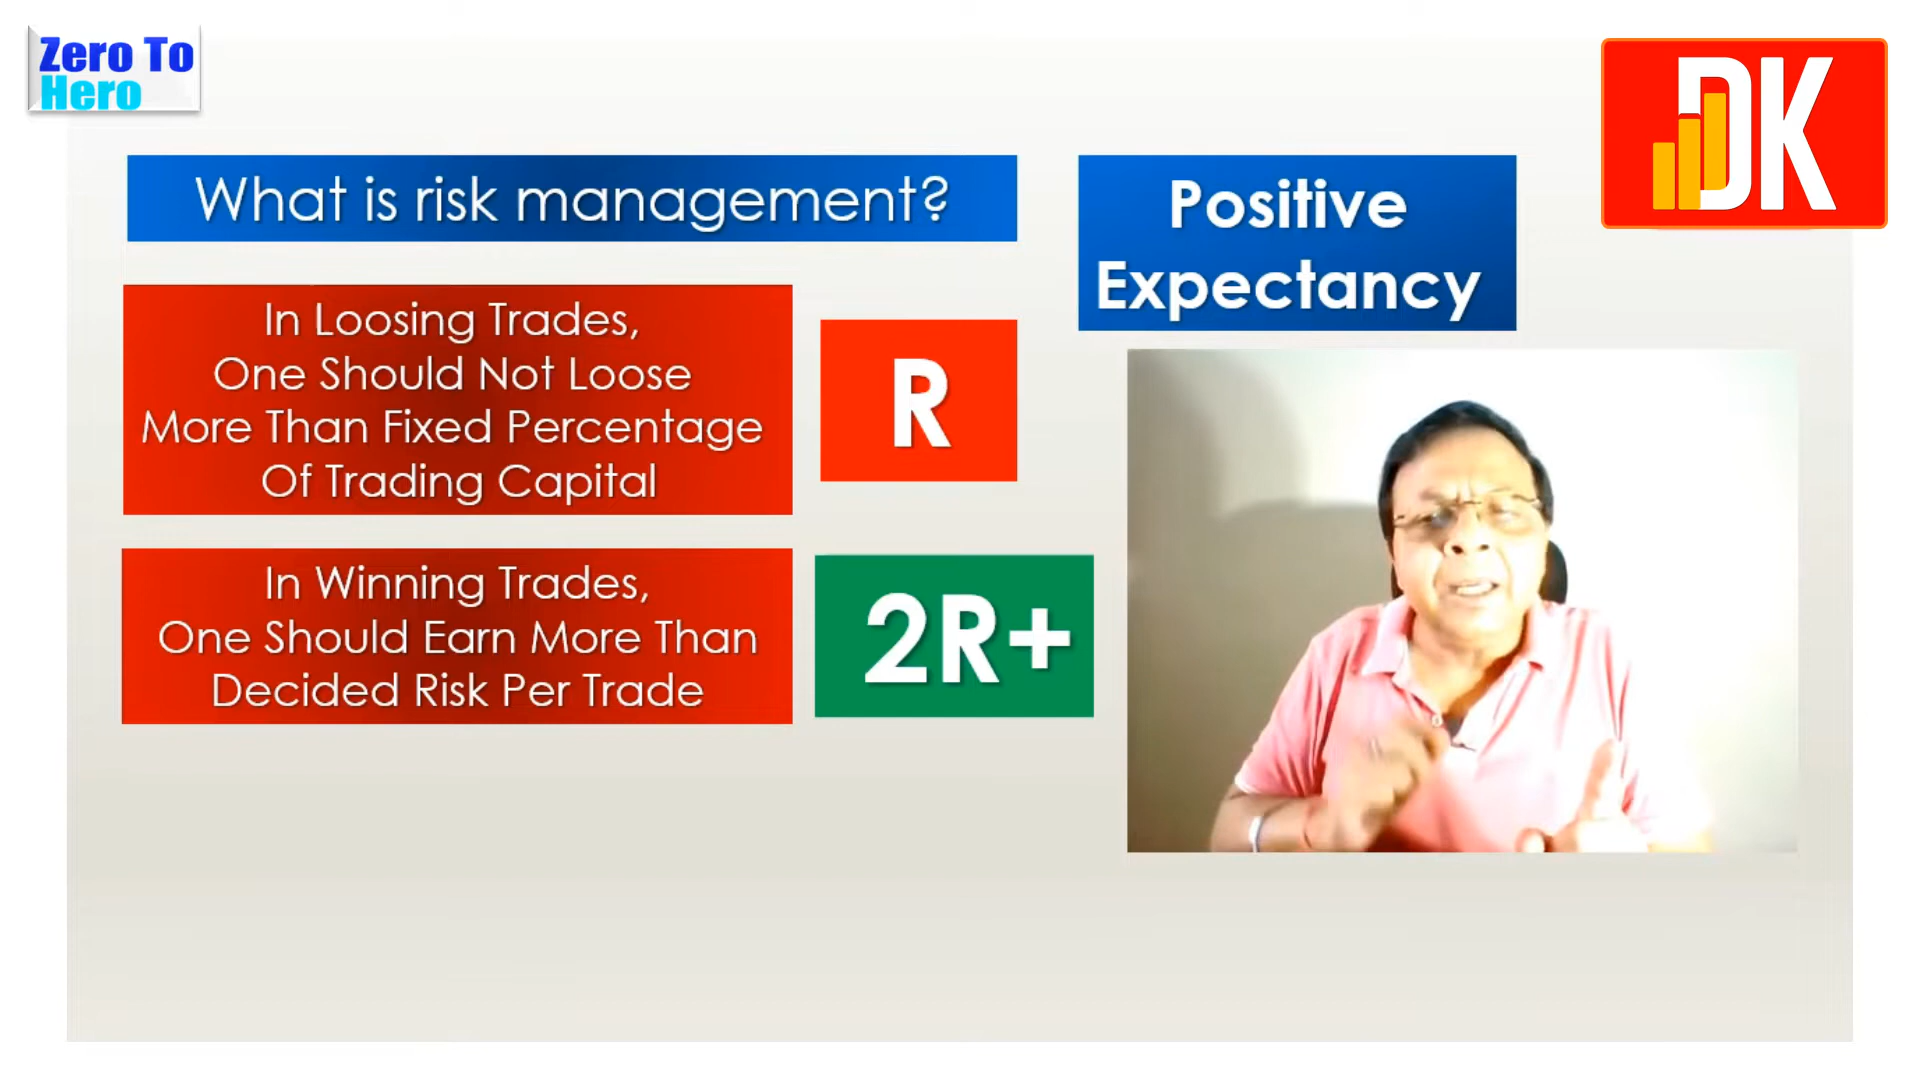 Zero To
Hero
DK
What is risk management?
Positive
Expectancy
In Loosing Trades,
One Should Not Loose
More Than Fixed Percentage
Of Trading Capital
R
In Winning Trades,
One Should Earn More Than
Decided Risk Per Trade
2R+